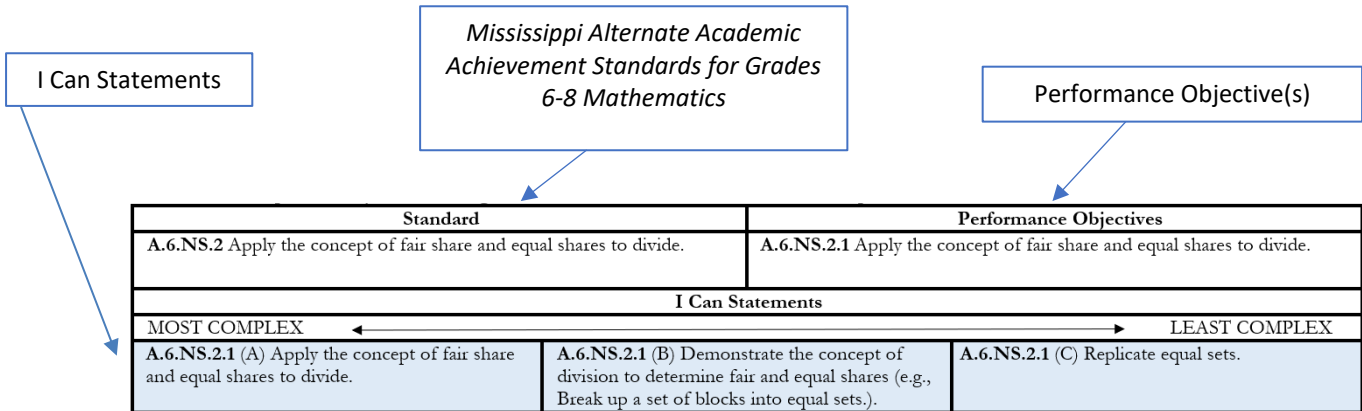 Mississippi Alternate Academic
Achievement Standards for Grades
6-8 Mathematics
I Can Statements
Performance Objective(s)
Standard
Performance Objectives
A.6.NS.2 Apply the concept of fair share and equal shares to divide.
A.6.NS.2.1 Apply the concept of fair share and equal shares to divide.
I Can Statements
MOST COMPLEX
LEAST COMPLEX
A.6.NS.2.1 (A) Apply the concept of fair share
and equal shares to divide.
A.6.NS.2.1 (B) Demonstrate the concept of
division to determine fair and equal shares (e.g.,
Break up a set of blocks into equal sets.).
A.6.NS.2.1 (C) Replicate equal sets.